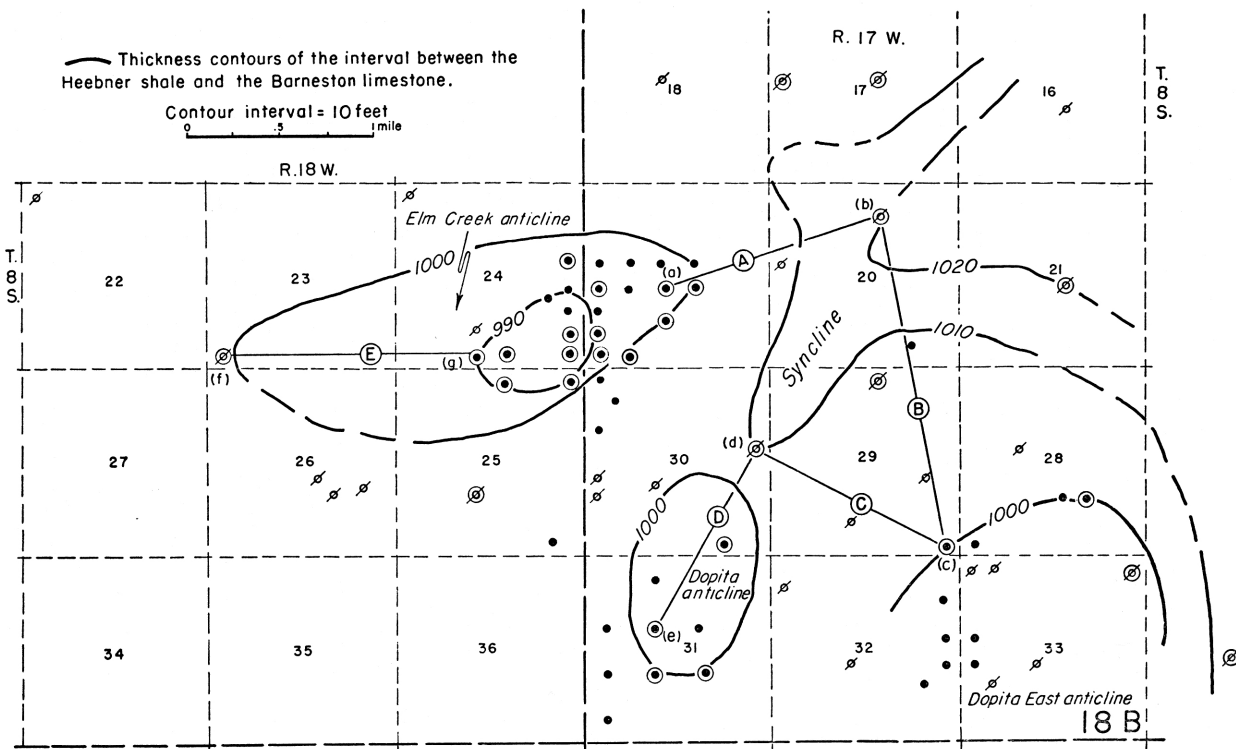 Thickness contours of the interval between the
Heebner shale and the Barneston limestone.
Contour interval = 10 feet
0 .5 1 mile
R. 17 W.
R. 18 W.
T.
8
S.
T.
8
S.
18
17
16
22
23
24
20
21
27
26
25
30
29
28
34
35
36
31
32
33
Elm Creek anticline
1000
990
1020
1010
1000
1000
Syncline
(a)
A
(b)
B
(c)
C
(d)
D
(e)
E
(f)
(g)
Dopita
anticline
Dopita East anticline
18 B